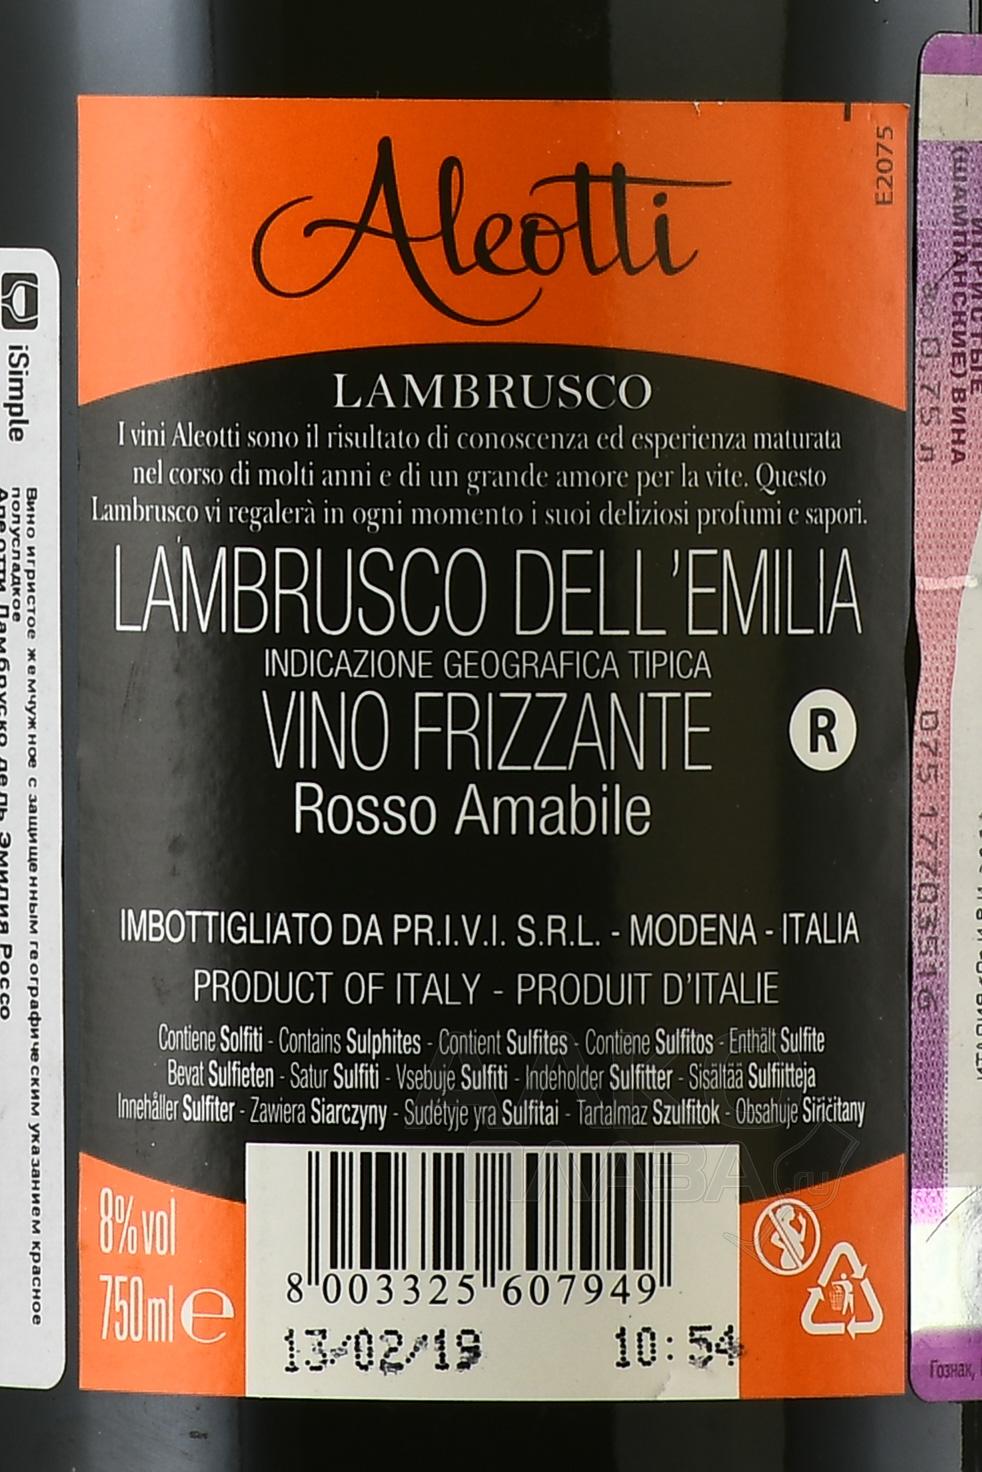 Aleotti
E2075
LAMBRUSCO
I vini Aleotti sono il risultato di conoscenza ed esperienza maturata
nel corso di molti anni e di un grande amore per la vite. Questo
Lambrusco vi regalerà in ogni momento i suoi deliziosi profumi e sapori.
LAMBRUSCO DELL'EMILIA
INDICAZIONE GEOGRAFICA TIPICA
VINO FRIZZANTE
R
Rosso Amabile
IMBOTTIGLIATO DA PR.I.V.I. S.R.L. - MODENA - ITALIA
PRODUCT OF ITALY - PRODUIT D'ITALIE
Contiene Solfiti - Contains Sulphites - Contient Sulfites - Contiene Sulfitos - Enthält Sulfite
Bevat Sulfieten - Satur Sulfiti - Vsebuje Sulfiti - Indeholder Sulfitter - Sisältää Sulfiitteja
Innehåller Sulfiter - Zawiera Siarczyny - Sudėtyje yra Sulfitai - Tartalmaz Szulfitok - Obsahuje Siričitany
8% vol
750ml e
8 003325 607949
13/02/19 10:54
iSimple
Вино игристое жемчужное с защищенным географическим указанием красное
полусладкое
Алеотти Ламбруско дель Эмилия Россо
ИГРИСТЫЕ
(ШАМПАНСКИЕ) ВИНА
0,75 л
Гознак,
АЛКО
ПЛАВА
.ru